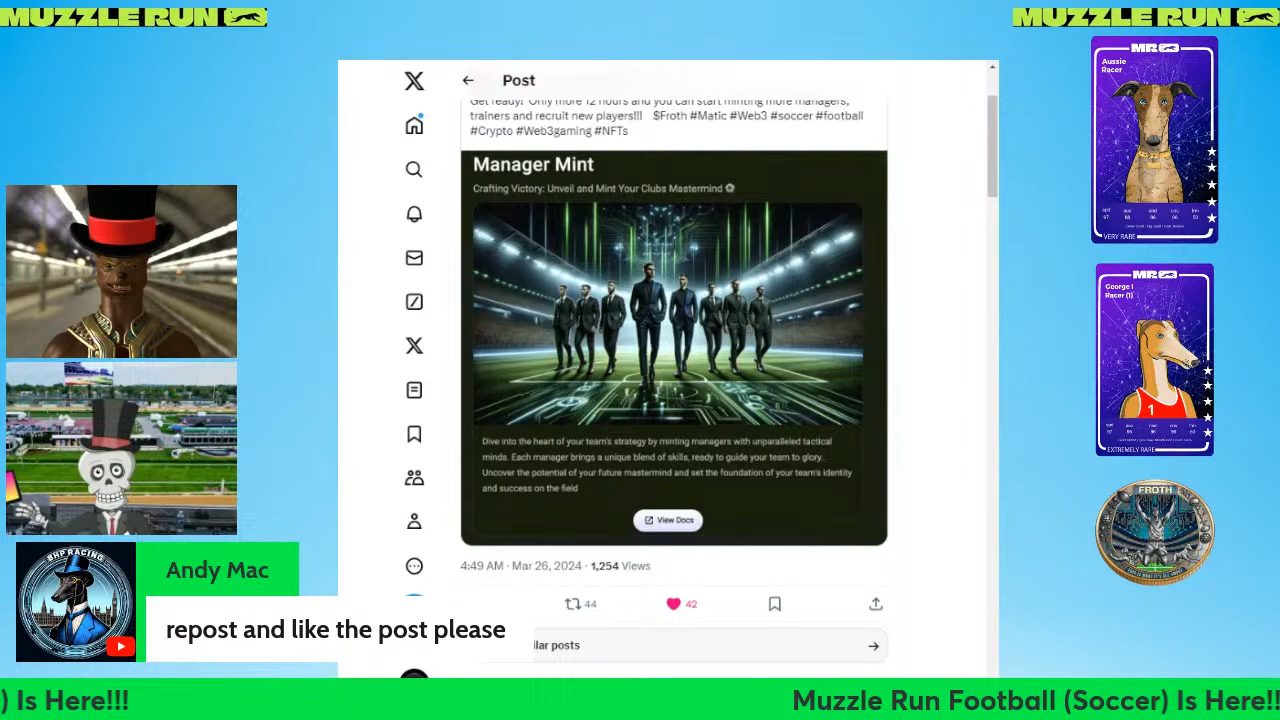 MUZZLE RUN
MUZZLE RUN
Post
Get ready! Only more 12 hours and you can start minting more managers,
trainers and recruit new players!!! $Froth #Matic #Web3 #soccer #football
#Crypto #Web3gaming #NFTs
Manager Mint
Crafting Victory: Unveil and Mint Your Clubs Mastermind
Dive into the heart of your team's strategy by minting managers with unparalleled tactical
minds. Each manager brings a unique blend of skills, ready to guide your team to glory.
Uncover the potential of your future mastermind and set the foundation of your team's identity
and success on the field
View Docs
4:49 AM · Mar 26, 2024 · 1,254 Views
44
42
ilar posts
MR
Aussie
Racer
VERY RARE
MR
George I
Racer (1)
1
EXTREMELY RARE
FROTH
BHP RACING
Andy Mac
repost and like the post please
) Is Here!!!
Muzzle Run Football (Soccer) Is Here!!